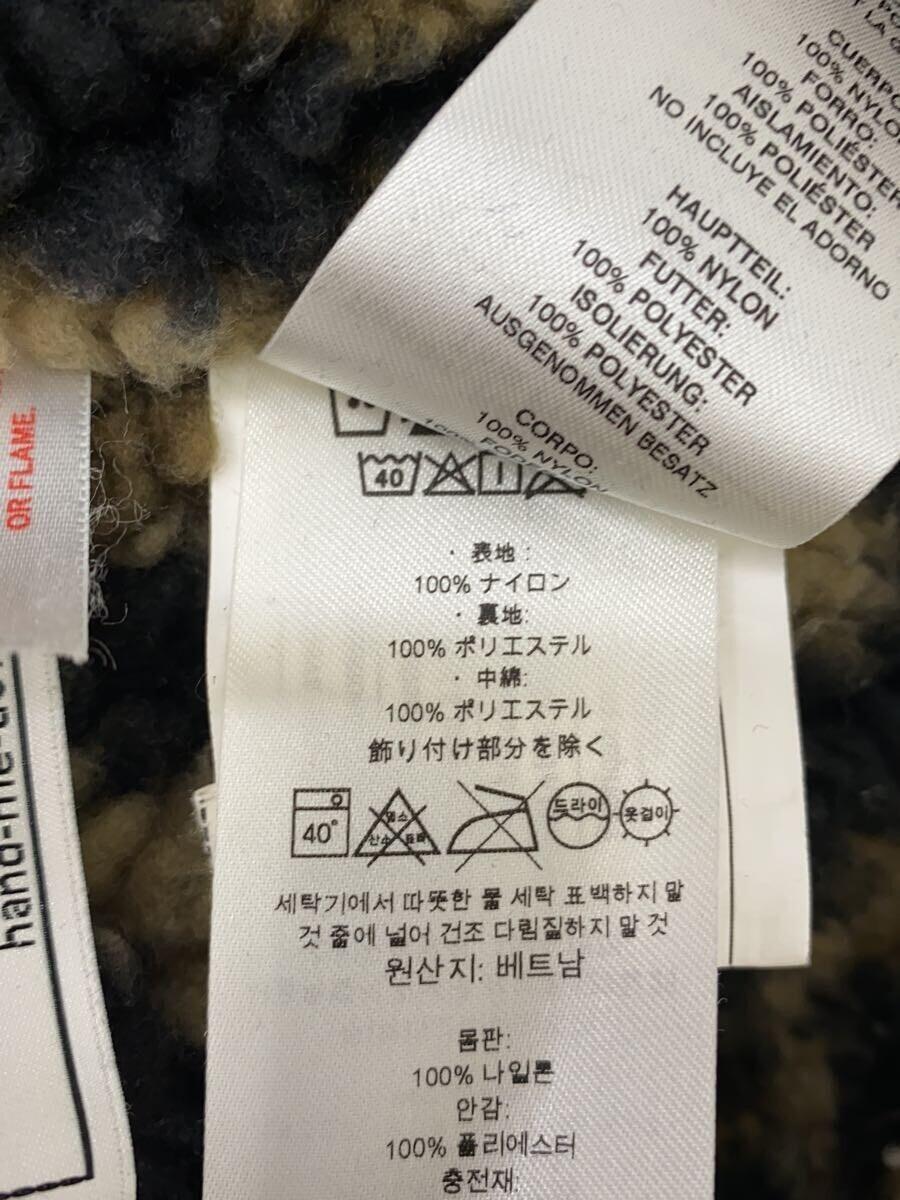 CUERPO
100% NYLO
FORRO:
100% POLIÉSTER
AISLAMIENTO:
100% POLIÉSTER
NO INCLUYE EL ADORNO
HAUPTTEIL:
100% NYLON
FUTTER:
100% POLYESTER
ISOLIERUNG:
100% POLYESTER
AUSGENOMMEN BESATZ
CORPO:
100% NYLON
OR FLAME.
hand-me-do
40
・ 表地 :
100% ナイロン
・ 裏地:
100% ポリエステル
・ 中綿:
100% ポリエステル
飾り付け部分を除く
40°
드라이
옷걸이
세탁기에서 따뜻한 물 세탁 표백하지 말
것 줄에 널어 건조 다림질하지 말 것
원산지: 베트남
몸판:
100% 나일론
안감:
100% 폴리에스터
충전재: